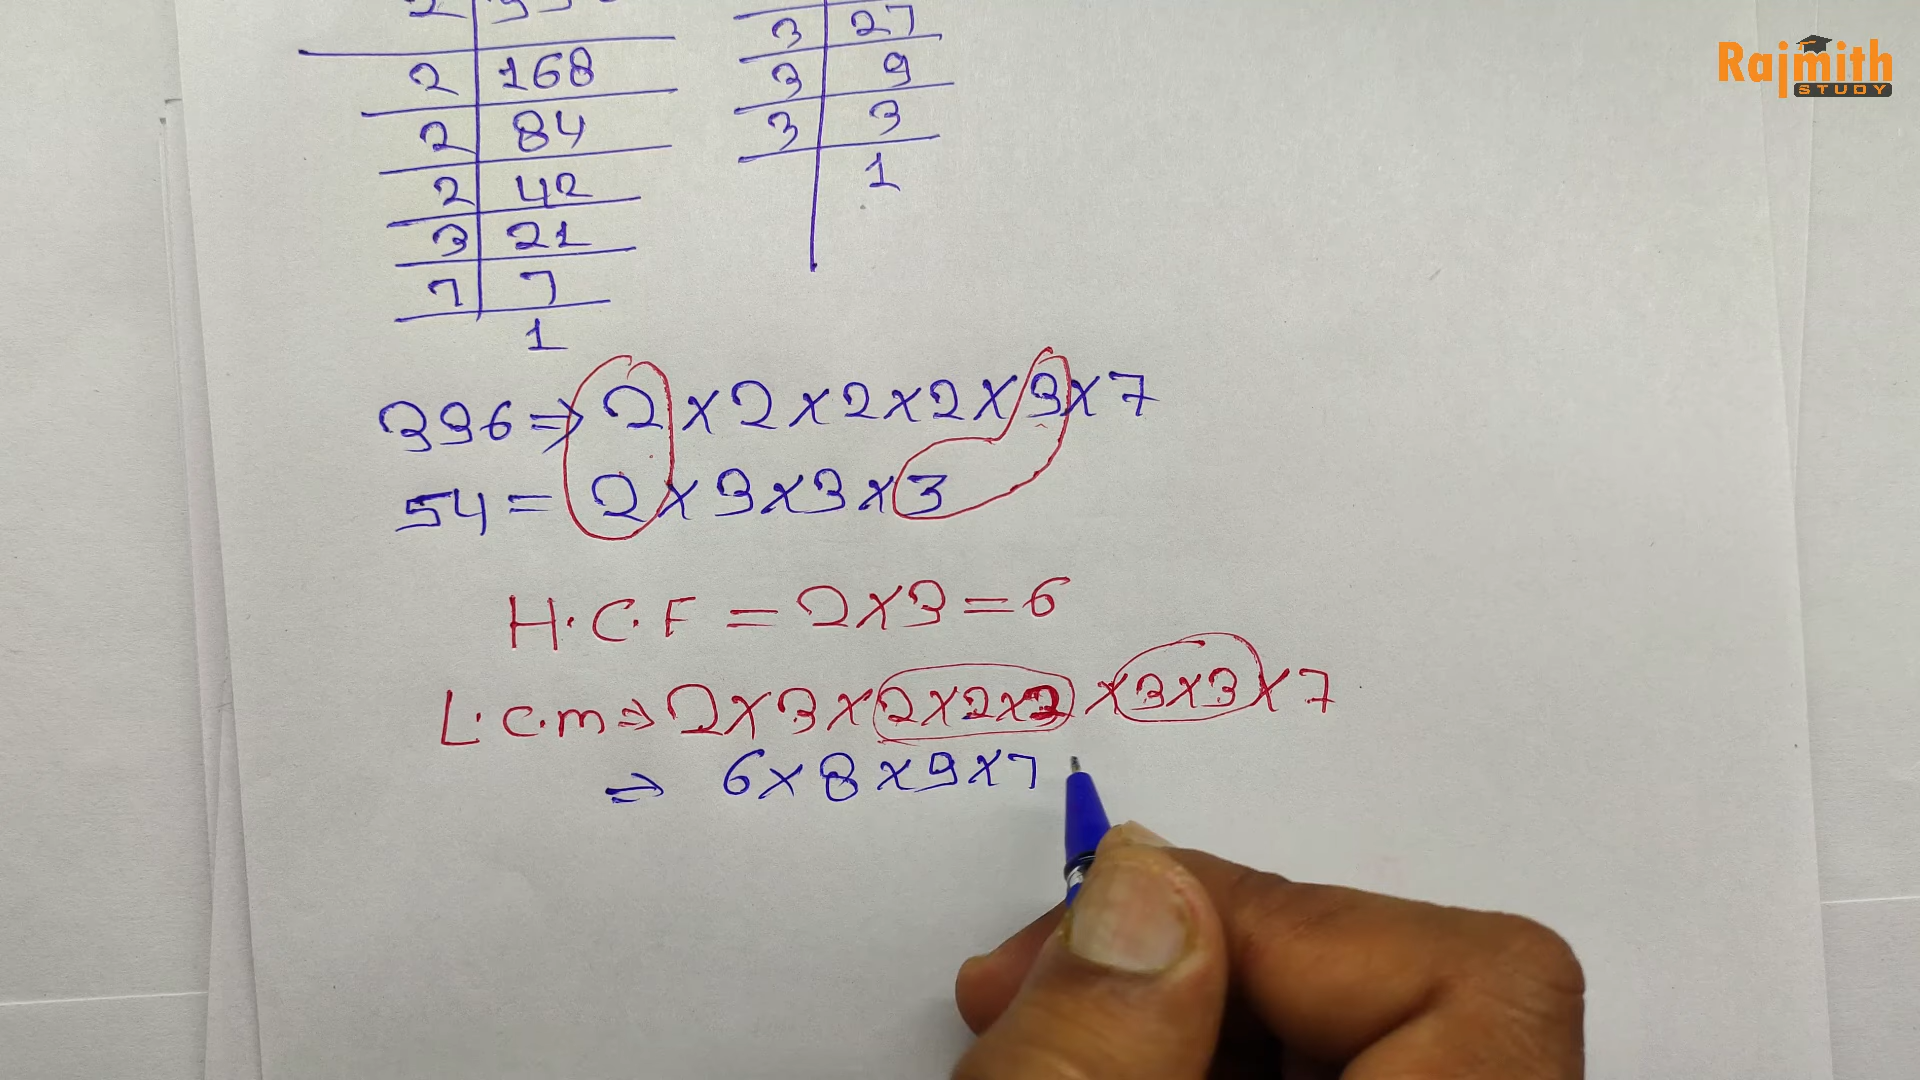 2
2 | 168
2 | 84
2 | 42
3 | 21
7 | 7
1
3 | 27
3 | 9
3 | 3
1
Rajmith
STUDY
336 ⇒ 2 × 2 × 2 × 2 × 3 × 7
54 = 2 × 3 × 3 × 3
H.C.F = 2 × 3 = 6
L.C.m ⇒ 2 × 3 × 2 × 2 × 2 × 3 × 3 × 7
⇒ 6 × 8 × 9 × 7